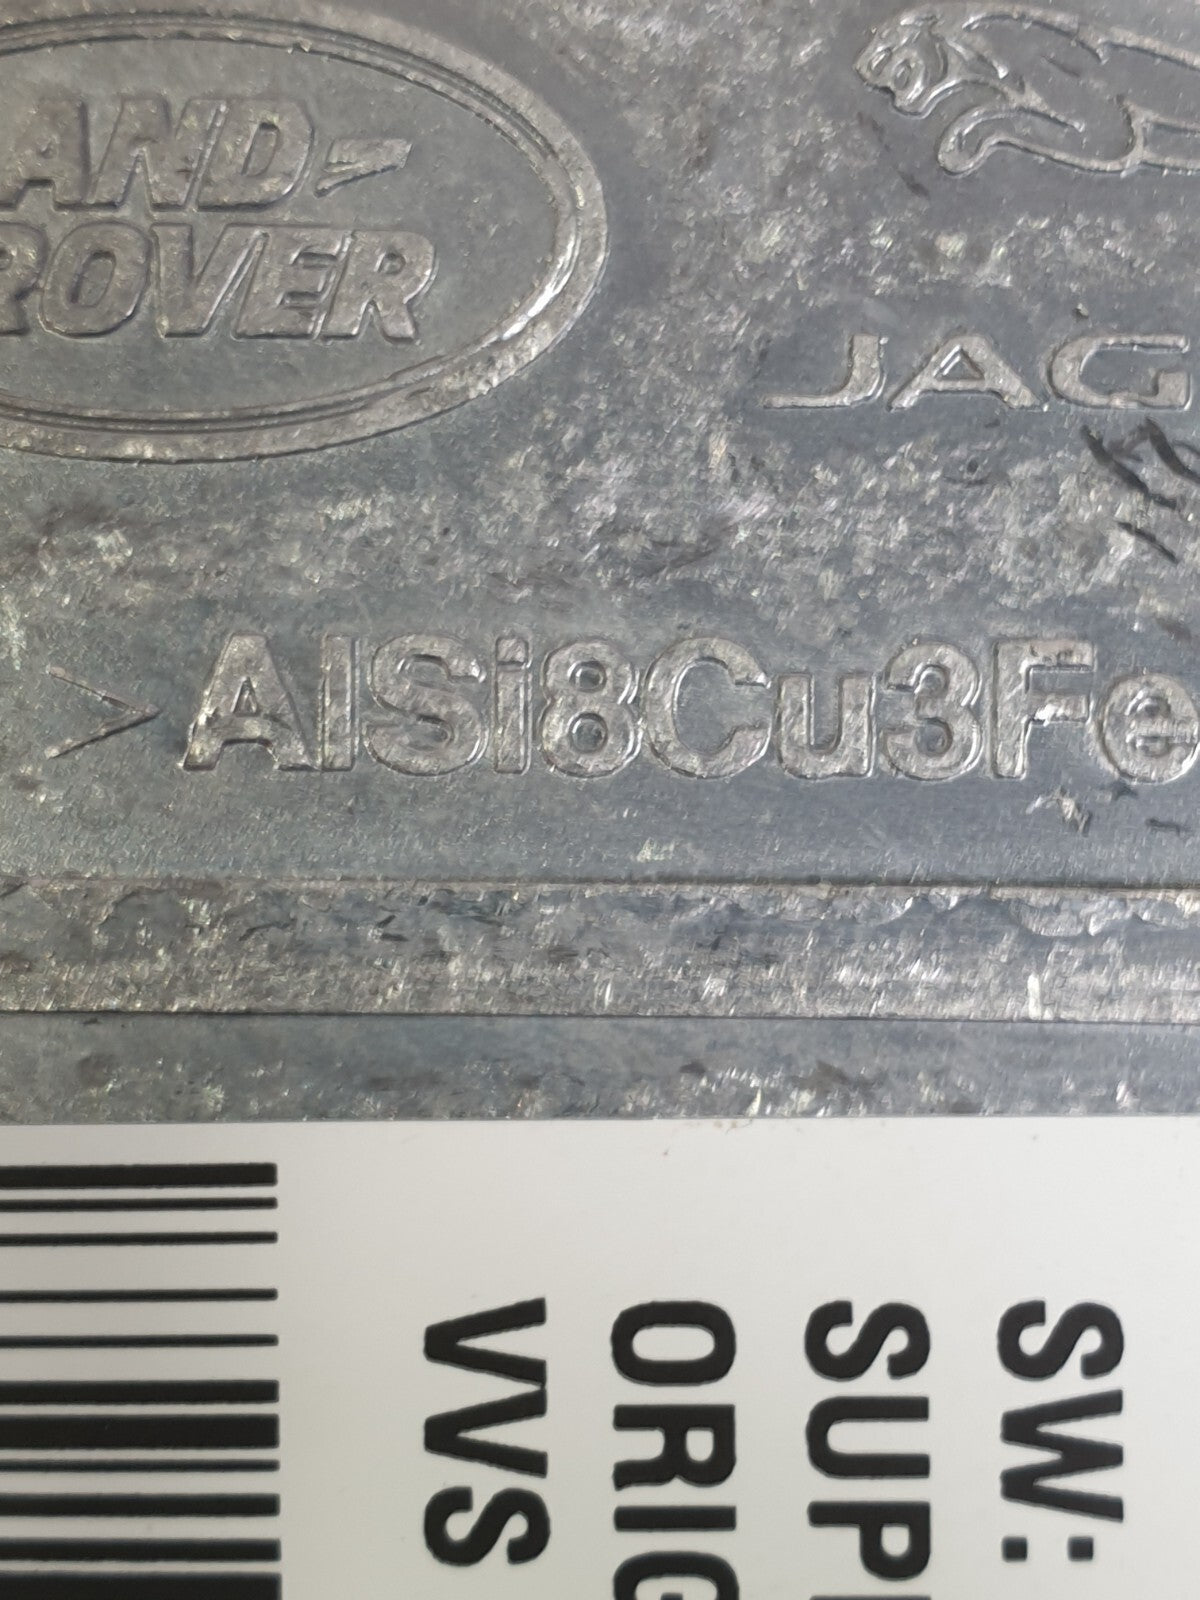 AND-
ROVER
JAG
>AlSi8Cu3Fe
SW:
SUP
ORIG
VVS